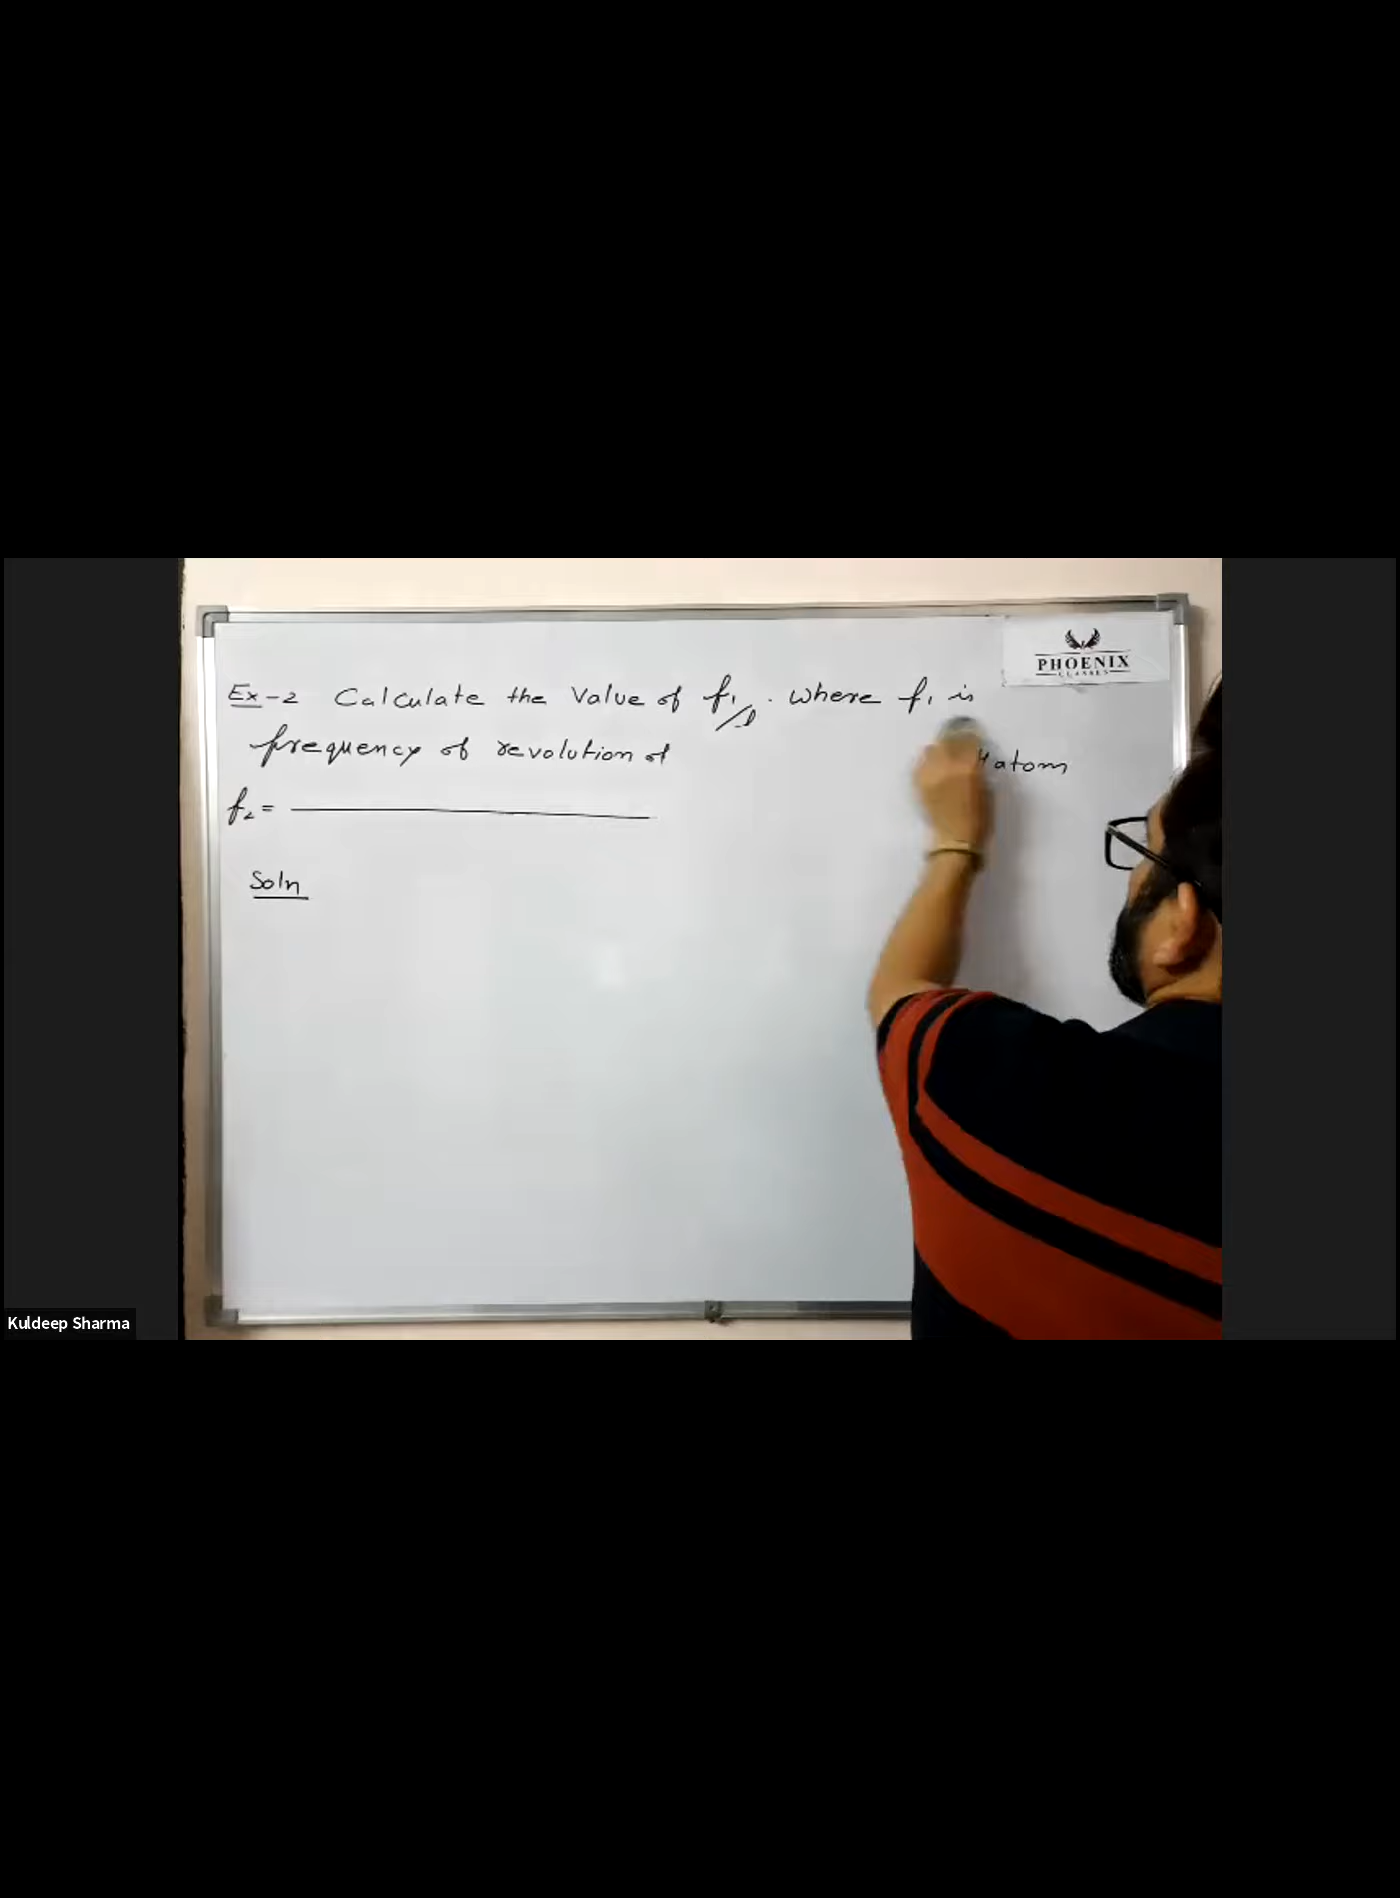 PHOENIX
CLASSES
Ex-2 Calculate the Value of f₁/ . where f₁ is
frequency of revolution of atom
f₂ =
Soln
Kuldeep Sharma